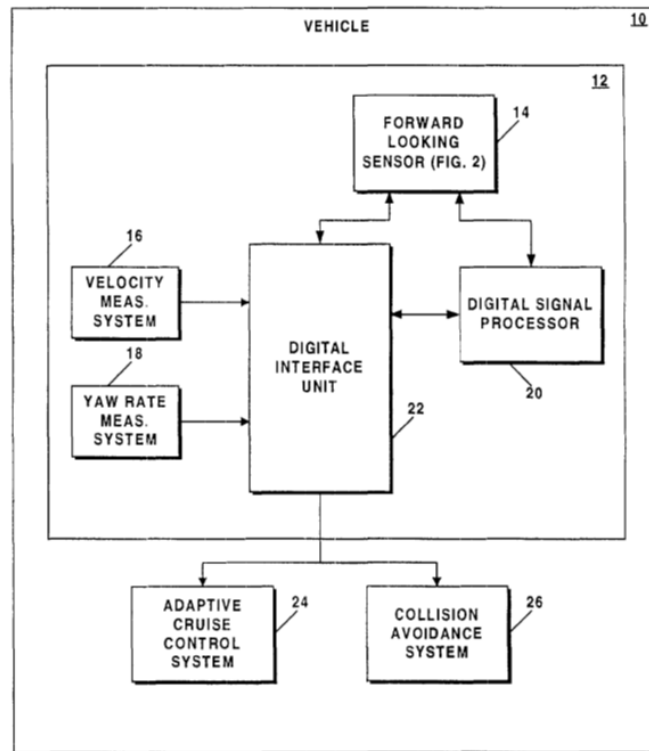 10
VEHICLE
12
FORWARD
LOOKING
SENSOR (FIG. 2)
14
16
VELOCITY
MEAS.
SYSTEM
DIGITAL SIGNAL
PROCESSOR
20
DIGITAL
INTERFACE
UNIT
22
18
YAW RATE
MEAS.
SYSTEM
ADAPTIVE
CRUISE
CONTROL
SYSTEM
24
COLLISION
AVOIDANCE
SYSTEM
26